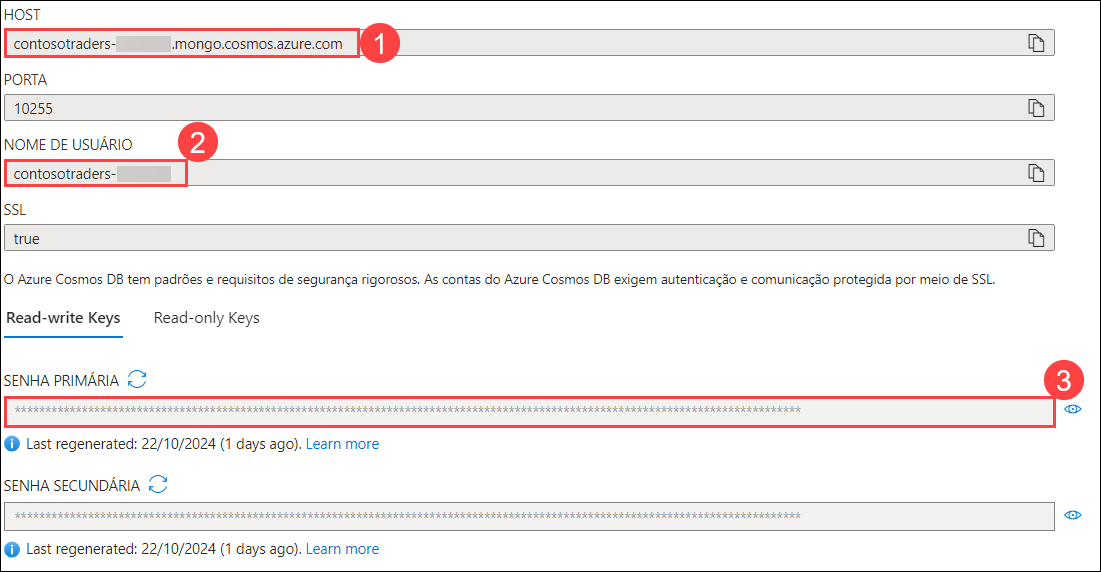 HOST
contosotraders- .mongo.cosmos.azure.com
1
PORTA
10255
NOME DE USUÁRIO
2
contosotraders-
SSL
true
O Azure Cosmos DB tem padrões e requisitos de segurança rigorosos. As contas do Azure Cosmos DB exigem autenticação e comunicação protegida por meio de SSL.
Read-write Keys Read-only Keys
SENHA PRIMÁRIA
3
Last regenerated: 22/10/2024 (1 days ago). Learn more
SENHA SECUNDÁRIA
Last regenerated: 22/10/2024 (1 days ago). Learn more